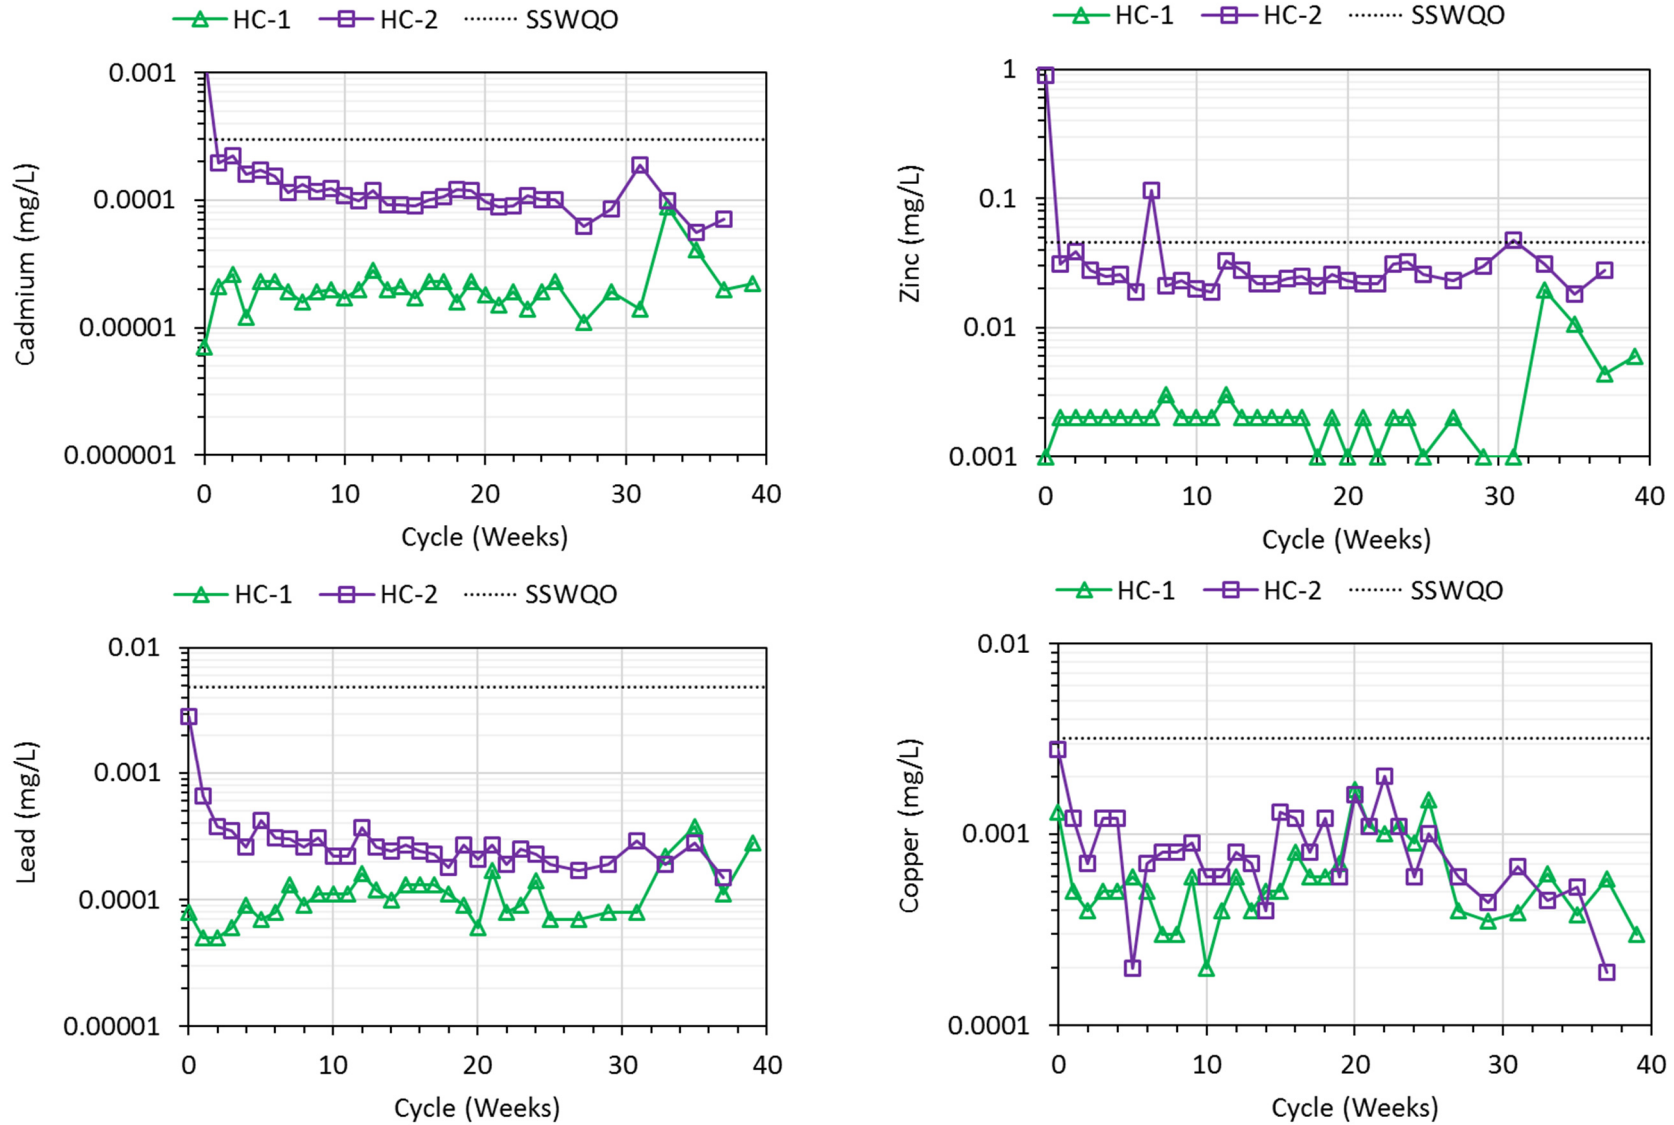 HC-1 HC-2 SSWQO
0.001
0.0001
0.00001
0.000001
Cadmium (mg/L)
0 10 20 30 40
Cycle (Weeks)
HC-1 HC-2 SSWQO
1
0.1
0.01
0.001
Zinc (mg/L)
0 10 20 30 40
Cycle (Weeks)
HC-1 HC-2 SSWQO
0.01
0.001
0.0001
0.00001
Lead (mg/L)
0 10 20 30 40
Cycle (Weeks)
HC-1 HC-2 SSWQO
0.01
0.001
0.0001
Copper (mg/L)
0 10 20 30 40
Cycle (Weeks)